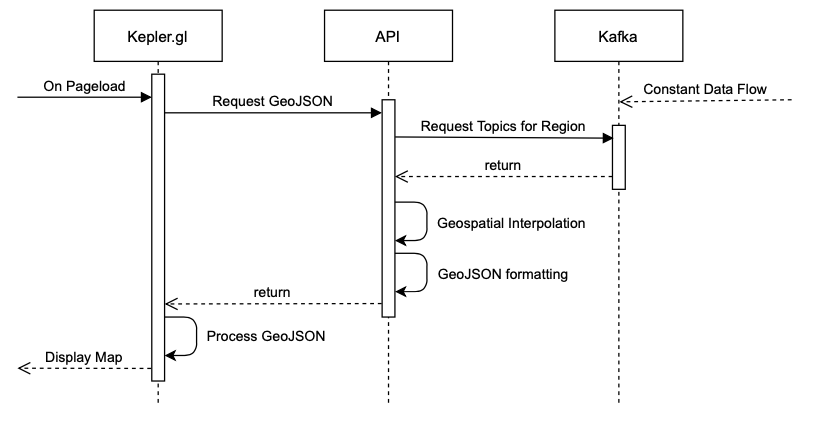 Kepler.gl
API
Kafka
On Pageload
Constant Data Flow
Request GeoJSON
Request Topics for Region
return
Geospatial Interpolation
GeoJSON formatting
return
Process GeoJSON
Display Map